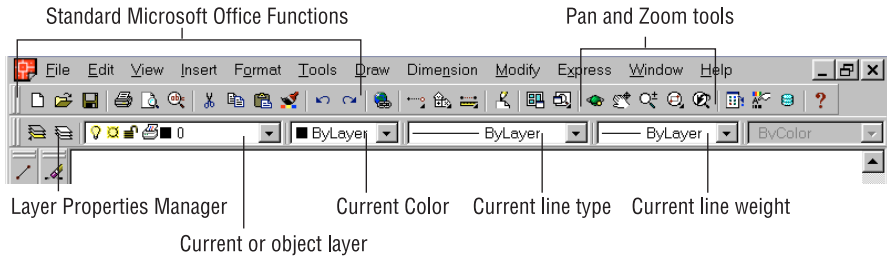 Standard Microsoft Office Functions Pan and Zoom tools
File Edit View Insert Format Tools Draw Dimension Modify Express Window Help
0 ByLayer ByLayer ByLayer ByColor
Layer Properties Manager Current Color Current line type Current line weight
Current or object layer